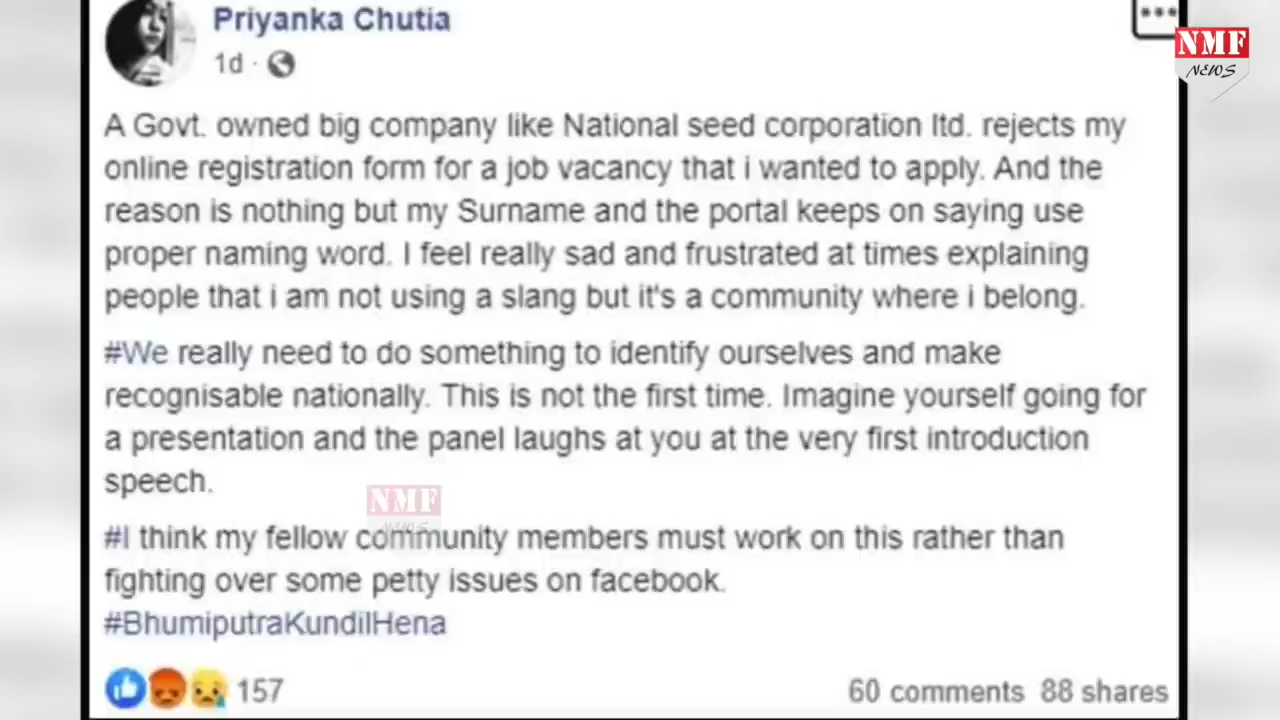 Priyanka Chutia
1d ·
NMF
NEWS
A Govt. owned big company like National seed corporation ltd. rejects my
online registration form for a job vacancy that i wanted to apply. And the
reason is nothing but my Surname and the portal keeps on saying use
proper naming word. I feel really sad and frustrated at times explaining
people that i am not using a slang but it's a community where i belong.
#We really need to do something to identify ourselves and make
recognisable nationally. This is not the first time. Imagine yourself going for
a presentation and the panel laughs at you at the very first introduction
speech.
NMF
NEWS
#I think my fellow community members must work on this rather than
fighting over some petty issues on facebook.
#BhumiputraKundilHena
157
60 comments 88 shares